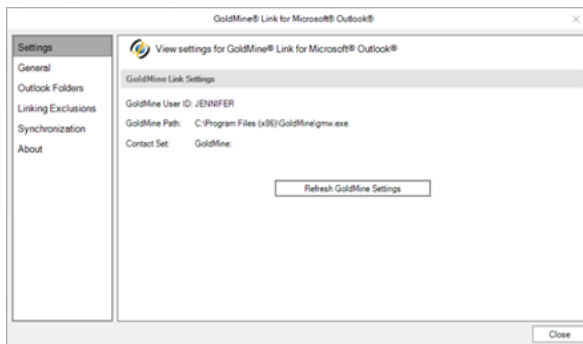 GoldMine® Link for Microsoft® Outlook®
Settings
General
Outlook Folders
Linking Exclusions
Synchronization
About
View settings for GoldMine® Link for Microsoft® Outlook®
GoldMine Link Settings
GoldMine User ID: JENNIFER
GoldMine Path: C:\Program Files (x86)\GoldMine\gmw.exe
Contact Set: GoldMine:
Refresh GoldMine Settings
Close